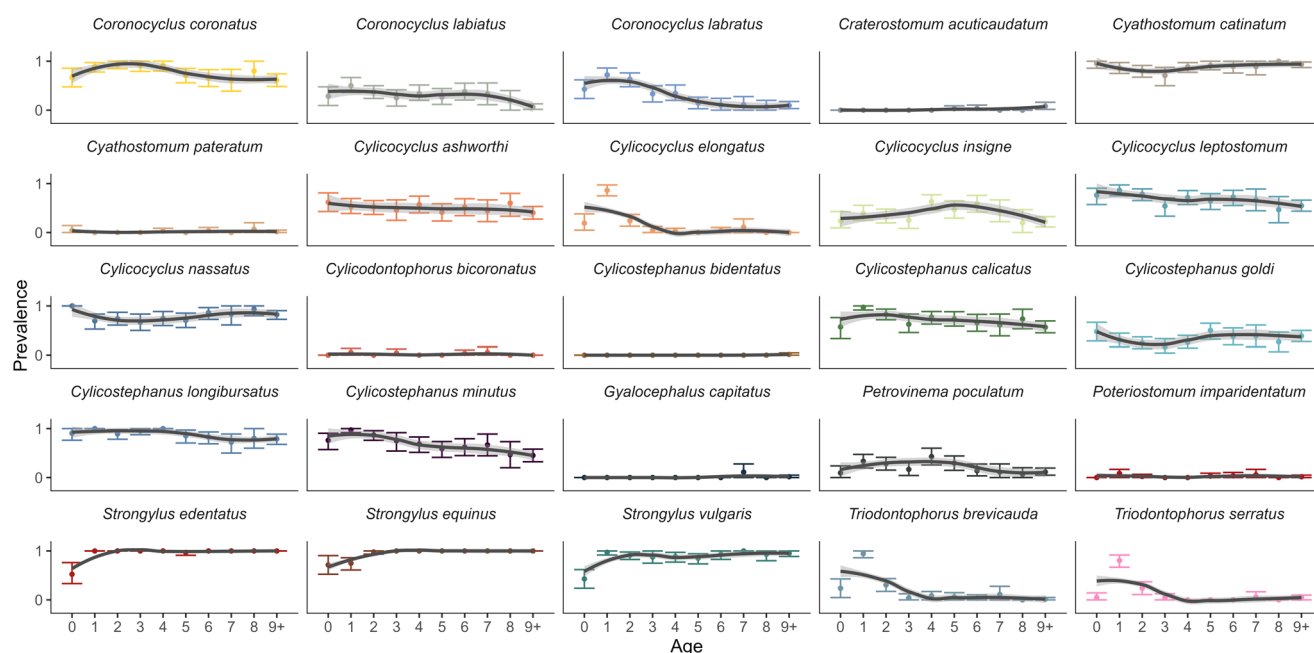 Coronocyclus coronatus Coronocyclus labiatus Coronocyclus labratus Craterostomum acuticaudatum Cyathostomum catinatum
1
0
Cyathostomum pateratum Cylicocyclus ashworthi Cylicocyclus elongatus Cylicocyclus insigne Cylicocyclus leptostomum
1
0
Cylicocyclus nassatus Cylicodontophorus bicoronatus Cylicostephanus bidentatus Cylicostephanus calicatus Cylicostephanus goldi
1
0
Prevalence
Cylicostephanus longibursatus Cylicostephanus minutus Gyalocephalus capitatus Petrovinema poculatum Poteriostomum imparidentatum
1
0
Strongylus edentatus Strongylus equinus Strongylus vulgaris Triodontophorus brevicauda Triodontophorus serratus
1
0
0 1 2 3 4 5 6 7 8 9+ 0 1 2 3 4 5 6 7 8 9+ 0 1 2 3 4 5 6 7 8 9+ 0 1 2 3 4 5 6 7 8 9+ 0 1 2 3 4 5 6 7 8 9+
Age